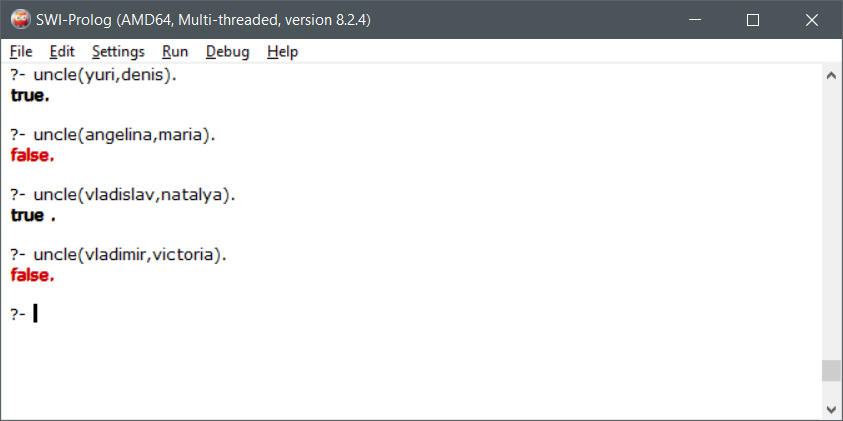 SWI-Prolog (AMD64, Multi-threaded, version 8.2.4)
File Edit Settings Run Debug Help
?- uncle(yuri,denis).
true.
?- uncle(angelina,maria).
false.
?- uncle(vladislav,natalya).
true .
?- uncle(vladimir,victoria).
false.
?-